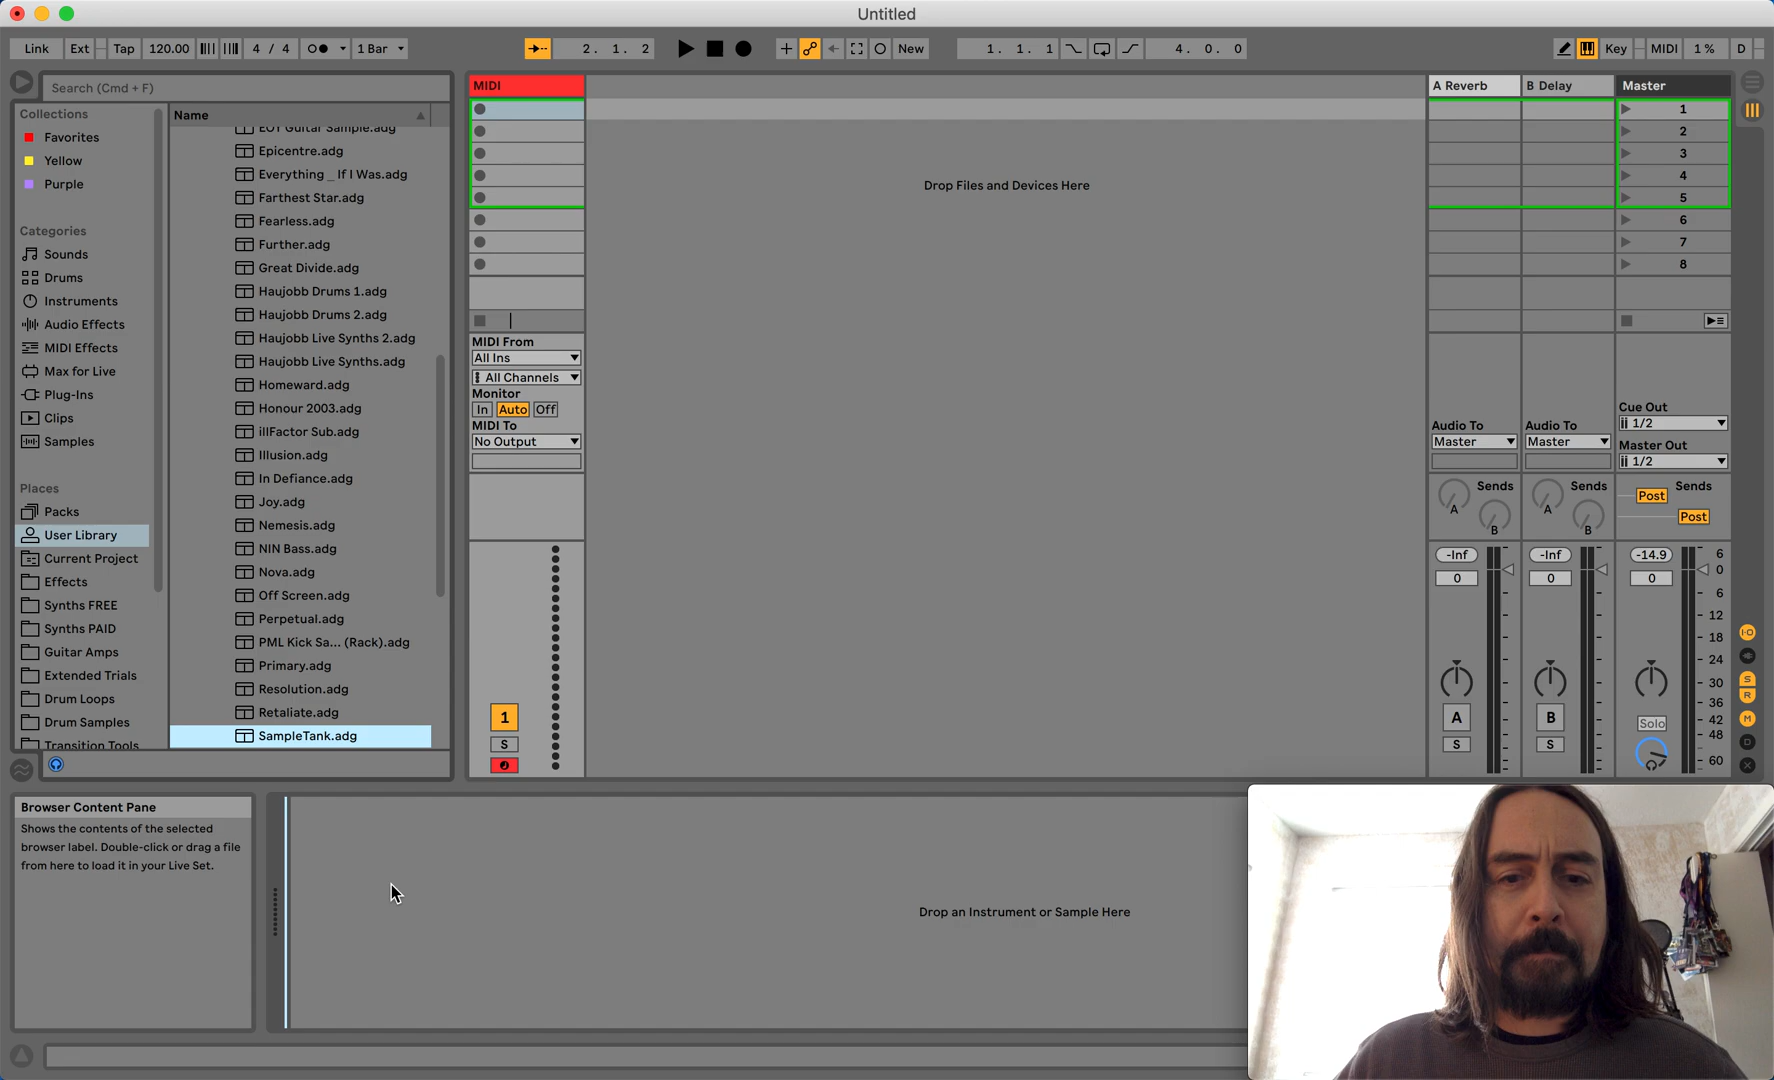 Untitled
Link Ext Tap 120.00 4 / 4 1 Bar 2. 1. 2 New 1. 1. 1 4. 0. 0 Key MIDI 1 % D
Search (Cmd + F)
Collections
Favorites
Yellow
Purple
Categories
Sounds
Drums
Instruments
Audio Effects
MIDI Effects
Max for Live
Plug-Ins
Clips
Samples
Places
Packs
User Library
Current Project
Effects
Synths FREE
Synths PAID
Guitar Amps
Extended Trials
Drum Loops
Drum Samples
Transition Tools
Name
EOT Guitar Sample.adg
Epicentre.adg
Everything _ If I Was.adg
Farthest Star.adg
Fearless.adg
Further.adg
Great Divide.adg
Haujobb Drums 1.adg
Haujobb Drums 2.adg
Haujobb Live Synths 2.adg
Haujobb Live Synths.adg
Homeward.adg
Honour 2003.adg
illFactor Sub.adg
Illusion.adg
In Defiance.adg
Joy.adg
Nemesis.adg
NIN Bass.adg
Nova.adg
Off Screen.adg
Perpetual.adg
PML Kick Sa... (Rack).adg
Primary.adg
Resolution.adg
Retaliate.adg
SampleTank.adg
MIDI
MIDI From
All Ins
All Channels
Monitor
In Auto Off
MIDI To
No Output
1
S
Drop Files and Devices Here
A Reverb
Audio To
Master
Sends
A
B
-Inf
0
A
S
B Delay
Audio To
Master
Sends
A
B
-Inf
0
B
S
Master
1
2
3
4
5
6
7
8
Cue Out
1/2
Master Out
1/2
Sends
Post
Post
-14.9
0
Solo
6
0
6
12
18
24
30
36
42
48
60
I·O
S
R
M
D
X
Browser Content Pane
Shows the contents of the selected
browser label. Double-click or drag a file
from here to load it in your Live Set.
Drop an Instrument or Sample Here